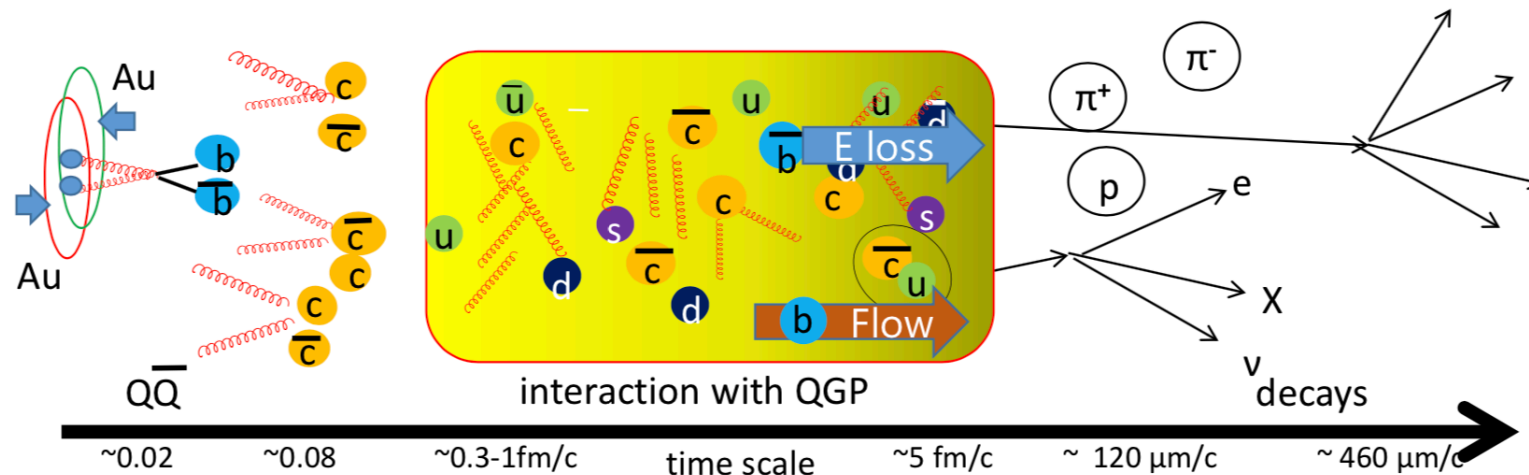 Au
Au
b
b̅
c
c̅
c̅
c
c
c̅
QQ̅
u̅
c
c̅
u
b̅
E loss
u
d̅
d
c
c
s
u
s
c̅
d
d
c̅
u
b
Flow
interaction with QGP
π⁺
π⁻
p
e
X
ν
decays
~0.02
~0.08
~0.3-1fm/c
time scale
~5 fm/c
~ 120 μm/c
~ 460 μm/c